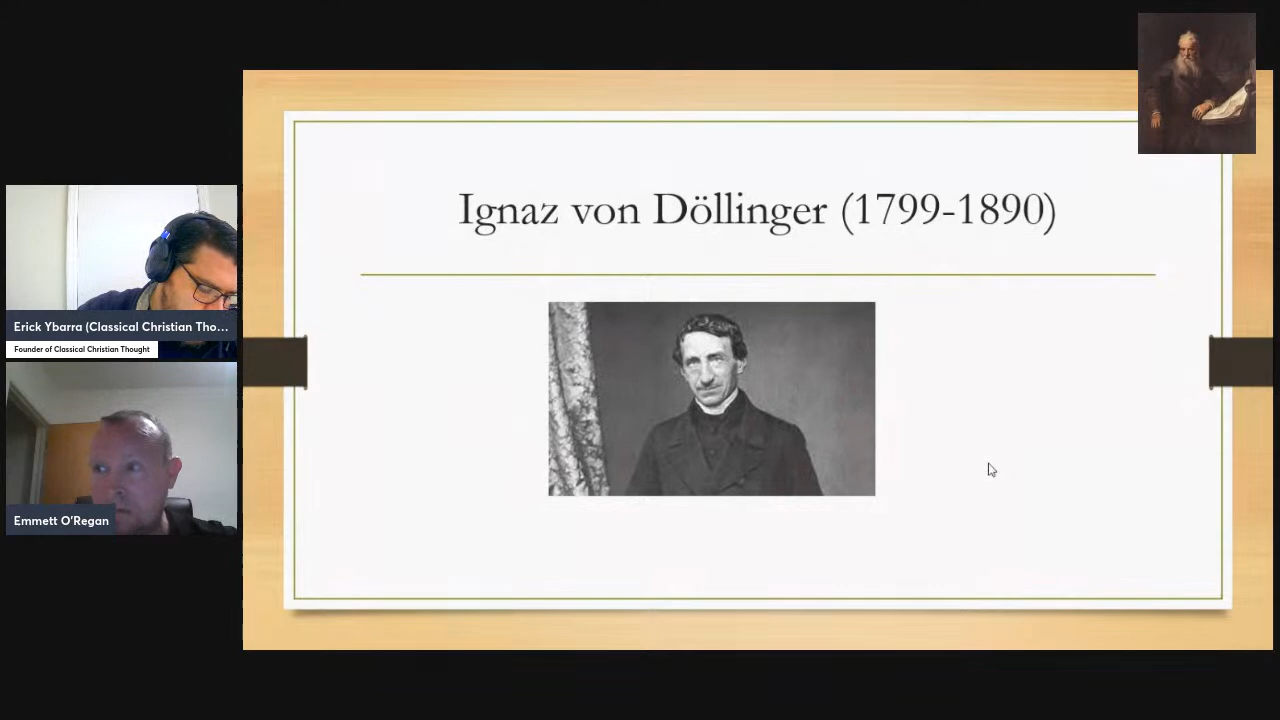 Ignaz von Döllinger (1799-1890)
Erick Ybarra (Classical Christian Tho...
Founder of Classical Christian Thought
Emmett O'Regan